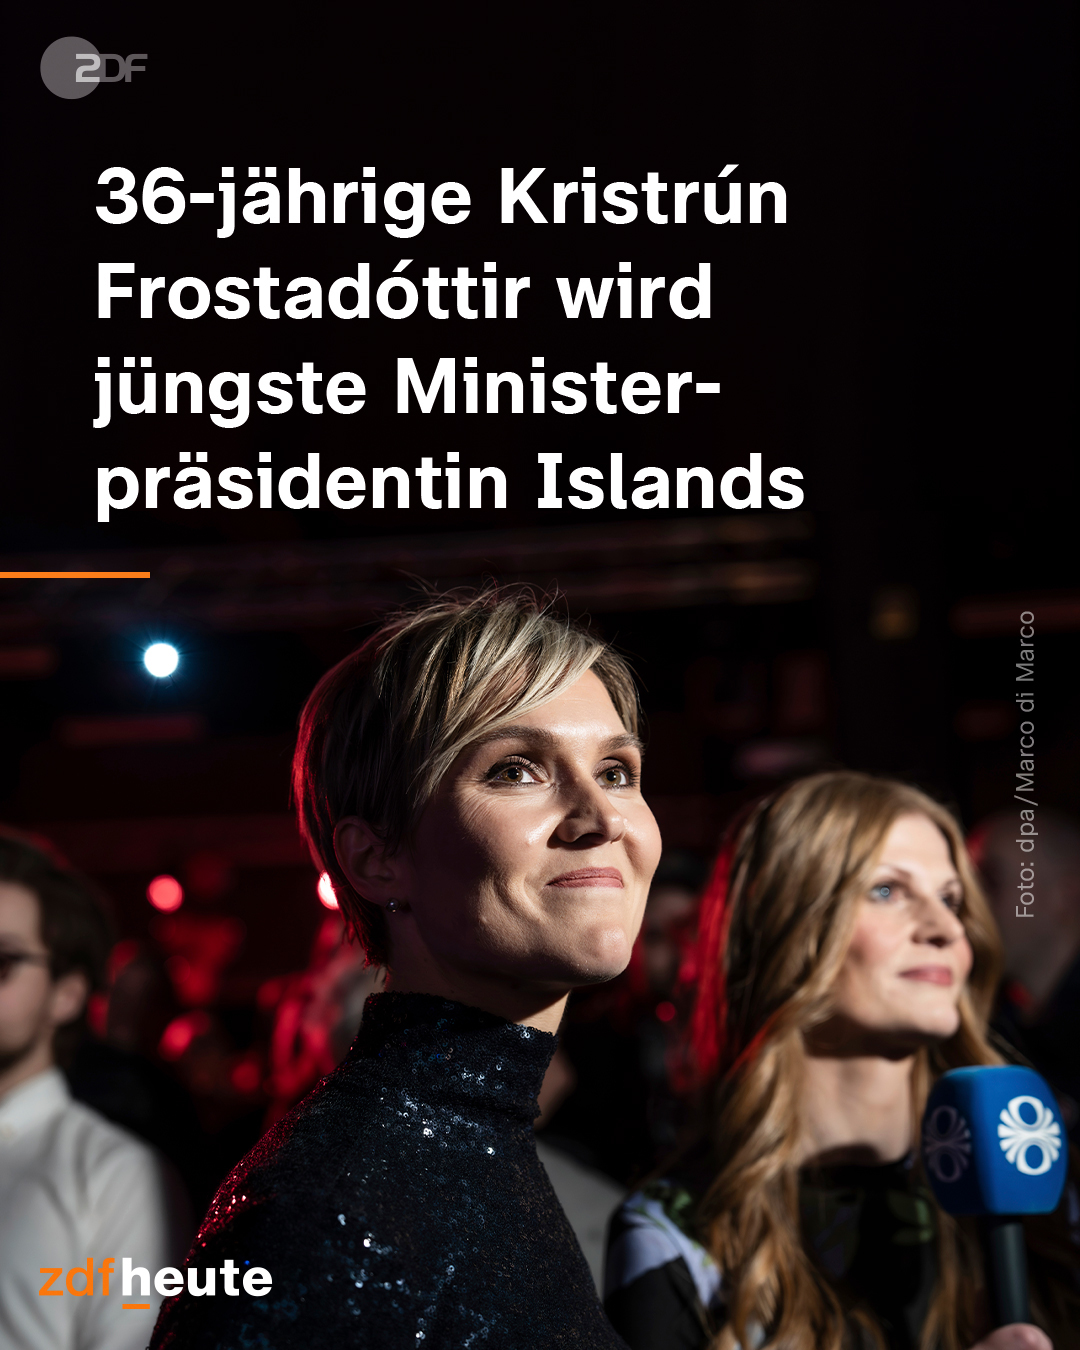 ZDF
36-jährige Kristrún
Frostadóttir wird
jüngste Minister-
präsidentin Islands
Foto: dpa/Marco di Marco
zdfheute